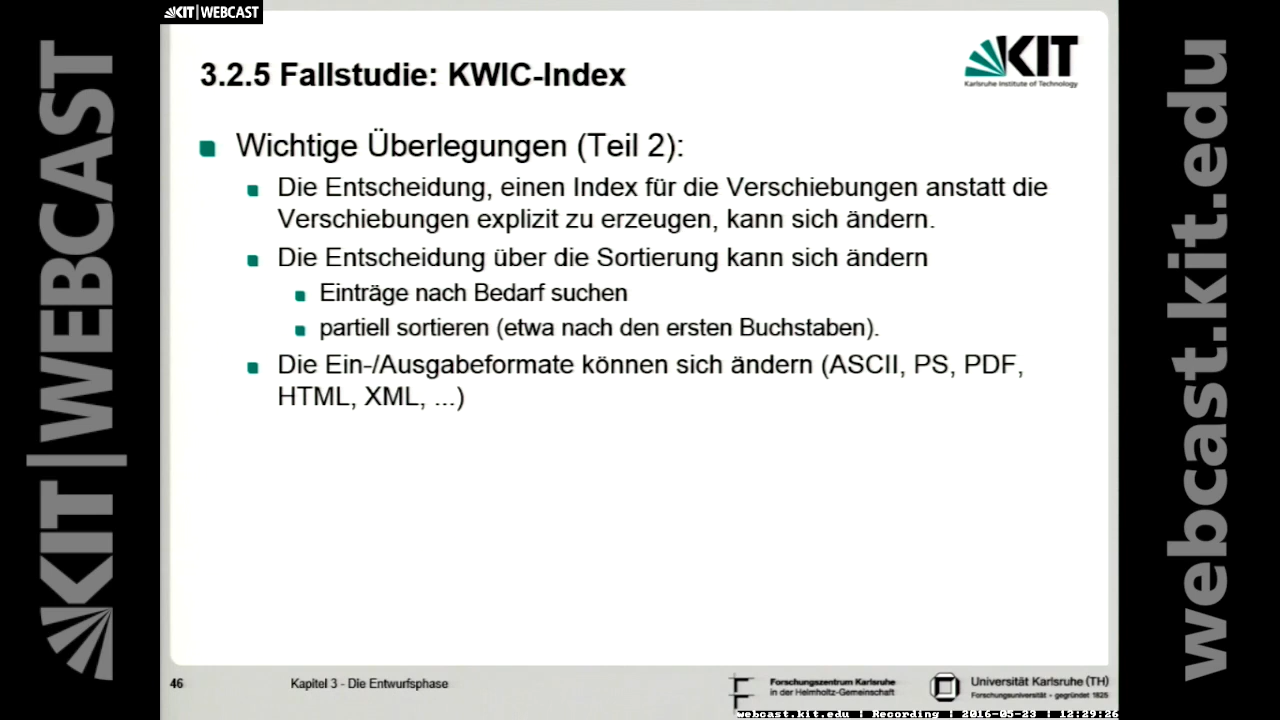 KIT|WEBCAST
3.2.5 Fallstudie: KWIC-Index
KIT
Karlsruhe Institute of Technology
Wichtige Überlegungen (Teil 2):
Die Entscheidung, einen Index für die Verschiebungen anstatt die
Verschiebungen explizit zu erzeugen, kann sich ändern.
Die Entscheidung über die Sortierung kann sich ändern
Einträge nach Bedarf suchen
partiell sortieren (etwa nach den ersten Buchstaben).
Die Ein-/Ausgabeformate können sich ändern (ASCII, PS, PDF,
HTML, XML, ...)
46
Kapitel 3 - Die Entwurfsphase
Forschungszentrum Karlsruhe
in der Helmholtz-Gemeinschaft
Universität Karlsruhe (TH)
Forschungsuniversität • gegründet 1825
webcast.kit.edu | Recording | 2016-05-23 | 12:29:26
KIT|WEBCAST
webcast.kit.edu